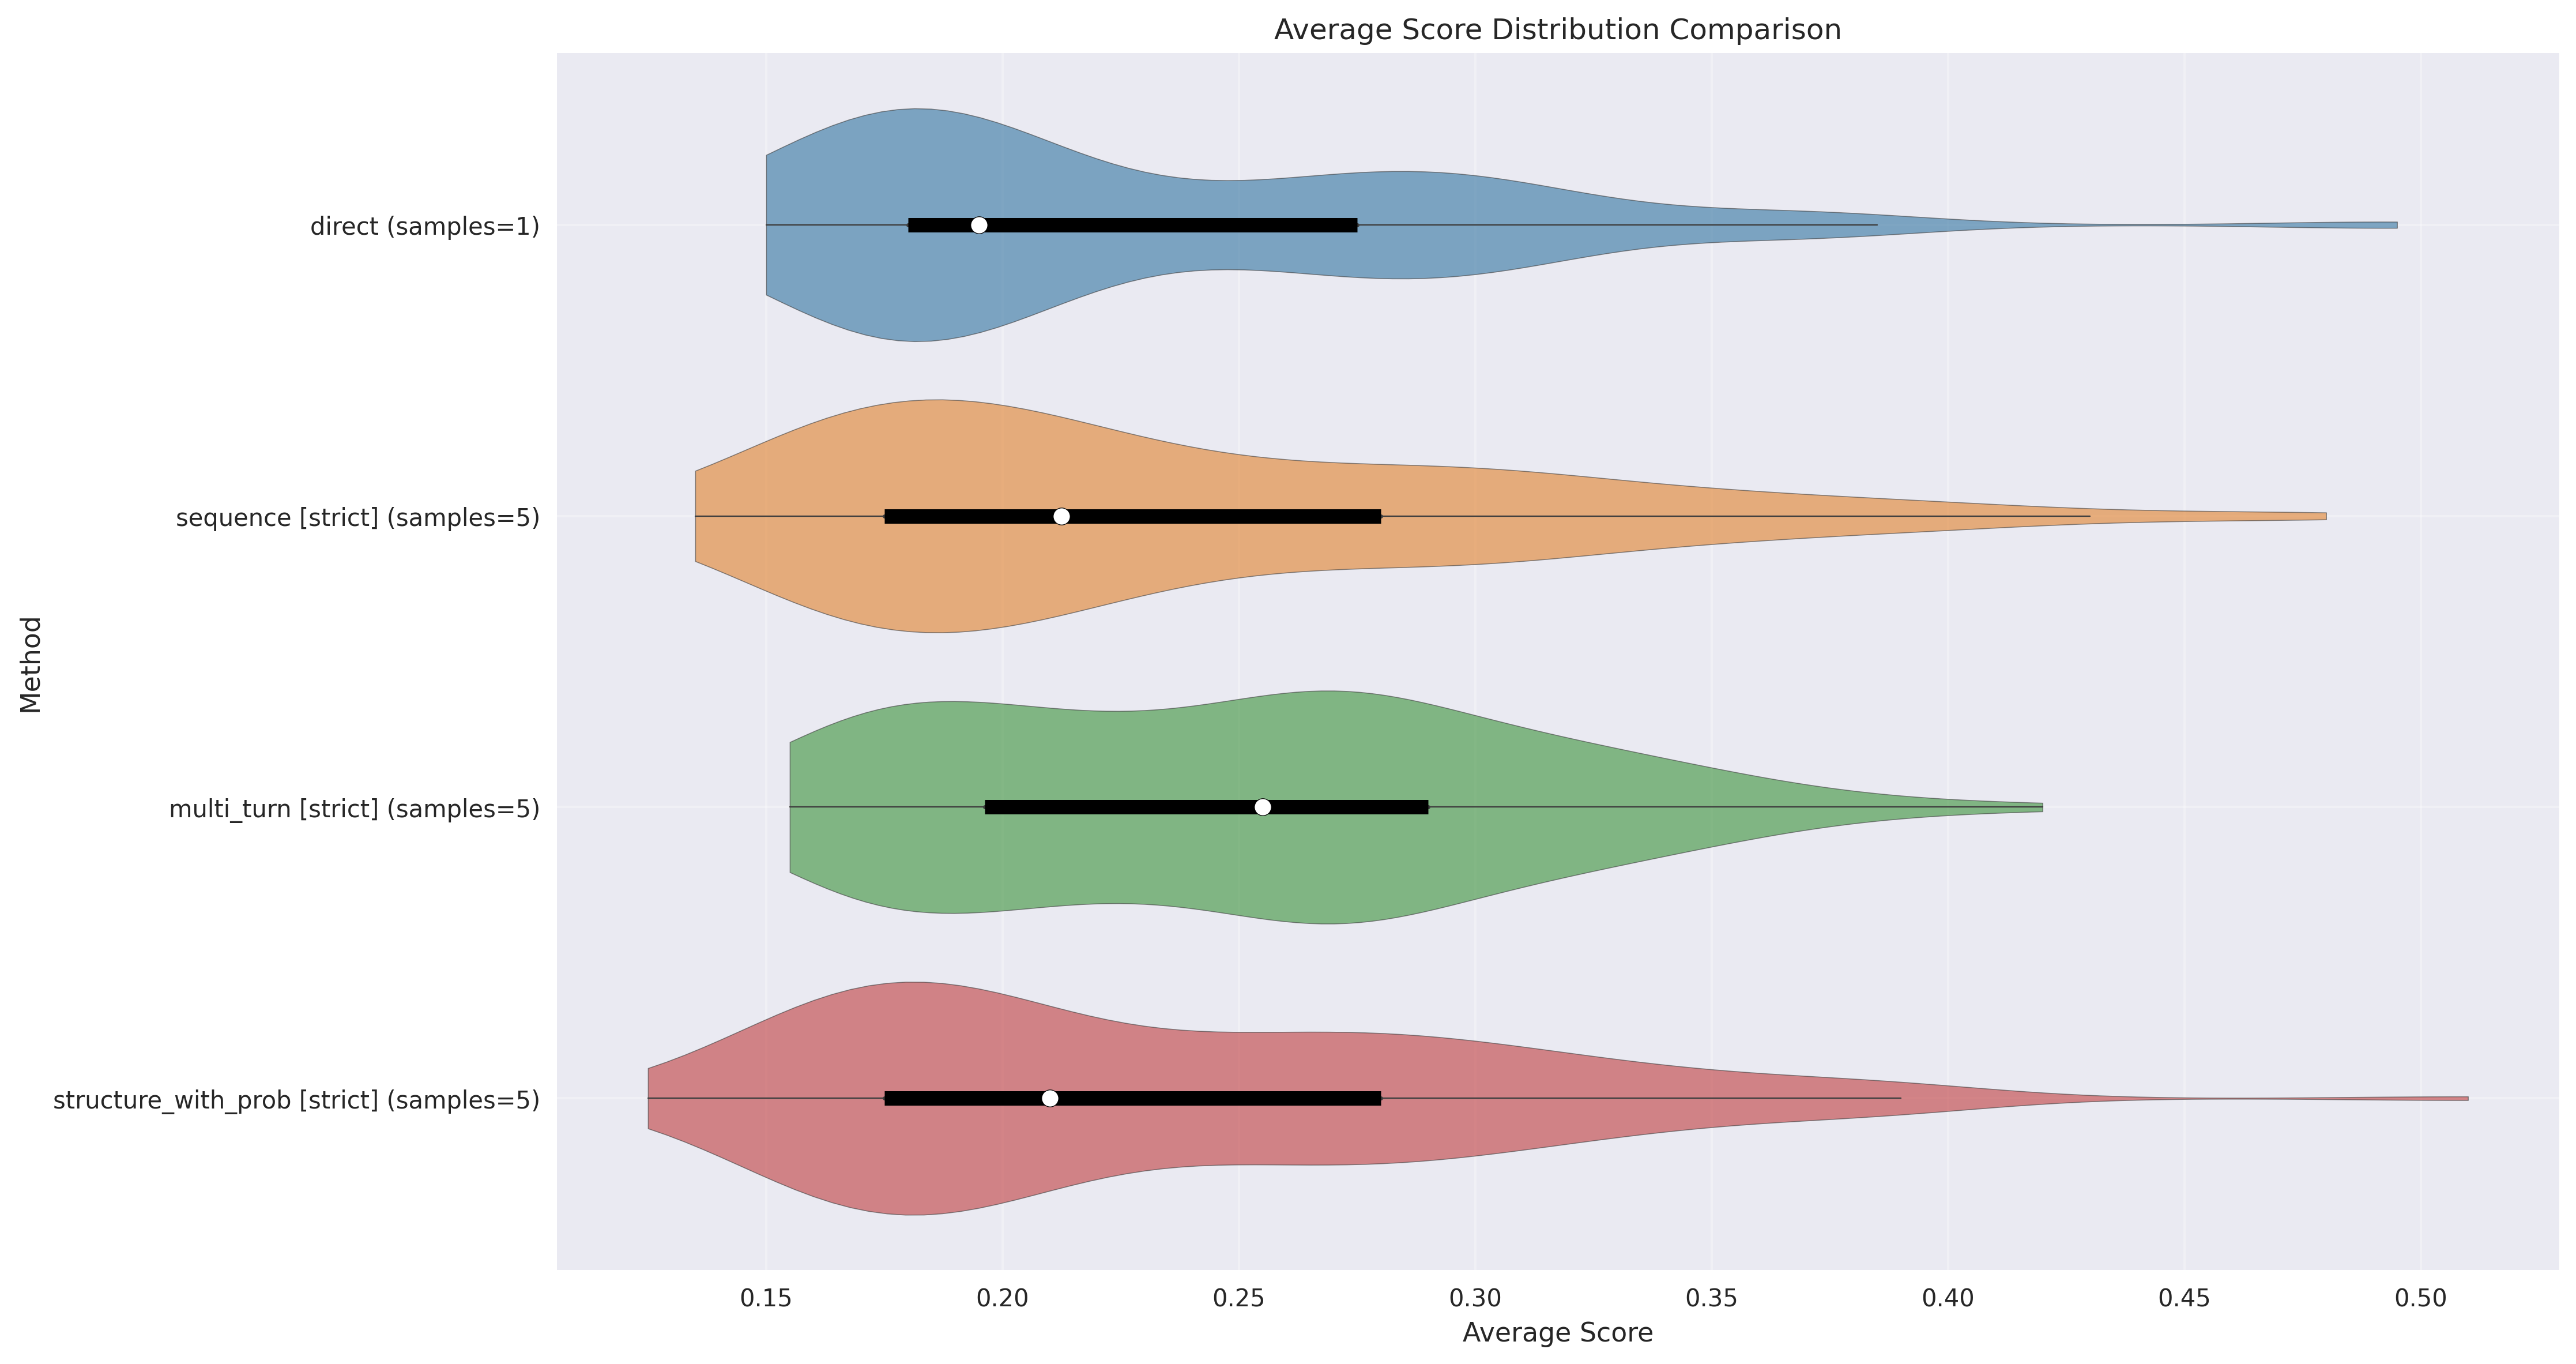 Average Score Distribution Comparison
Method
direct (samples=1)
sequence [strict] (samples=5)
multi_turn [strict] (samples=5)
structure_with_prob [strict] (samples=5)
0.15 0.20 0.25 0.30 0.35 0.40 0.45 0.50
Average Score